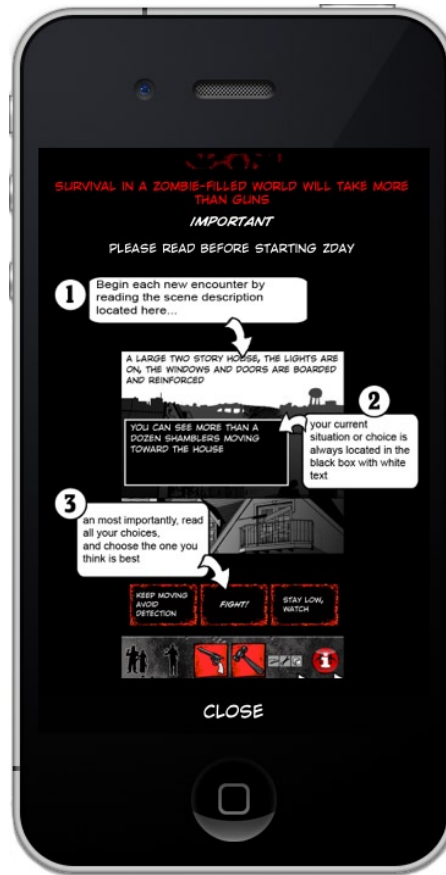 SURVIVAL IN A ZOMBIE-FILLED WORLD WILL TAKE MORE
THAN GUNS
IMPORTANT
PLEASE READ BEFORE STARTING ZDAY
1
Begin each new encounter by
reading the scene description
located here...
A LARGE TWO STORY HOUSE, THE LIGHTS ARE
ON, THE WINDOWS AND DOORS ARE BOARDED
AND REINFORCED
2
your current
situation or choice is
always located in the
black box with white
text
YOU CAN SEE MORE THAN A
DOZEN SHAMBLERS MOVING
TOWARD THE HOUSE
3
an most importantly, read
all your choices,
and choose the one you
think is best
KEEP MOVING
AVOID
DETECTION
FIGHT!
STAY LOW,
WATCH
i
CLOSE